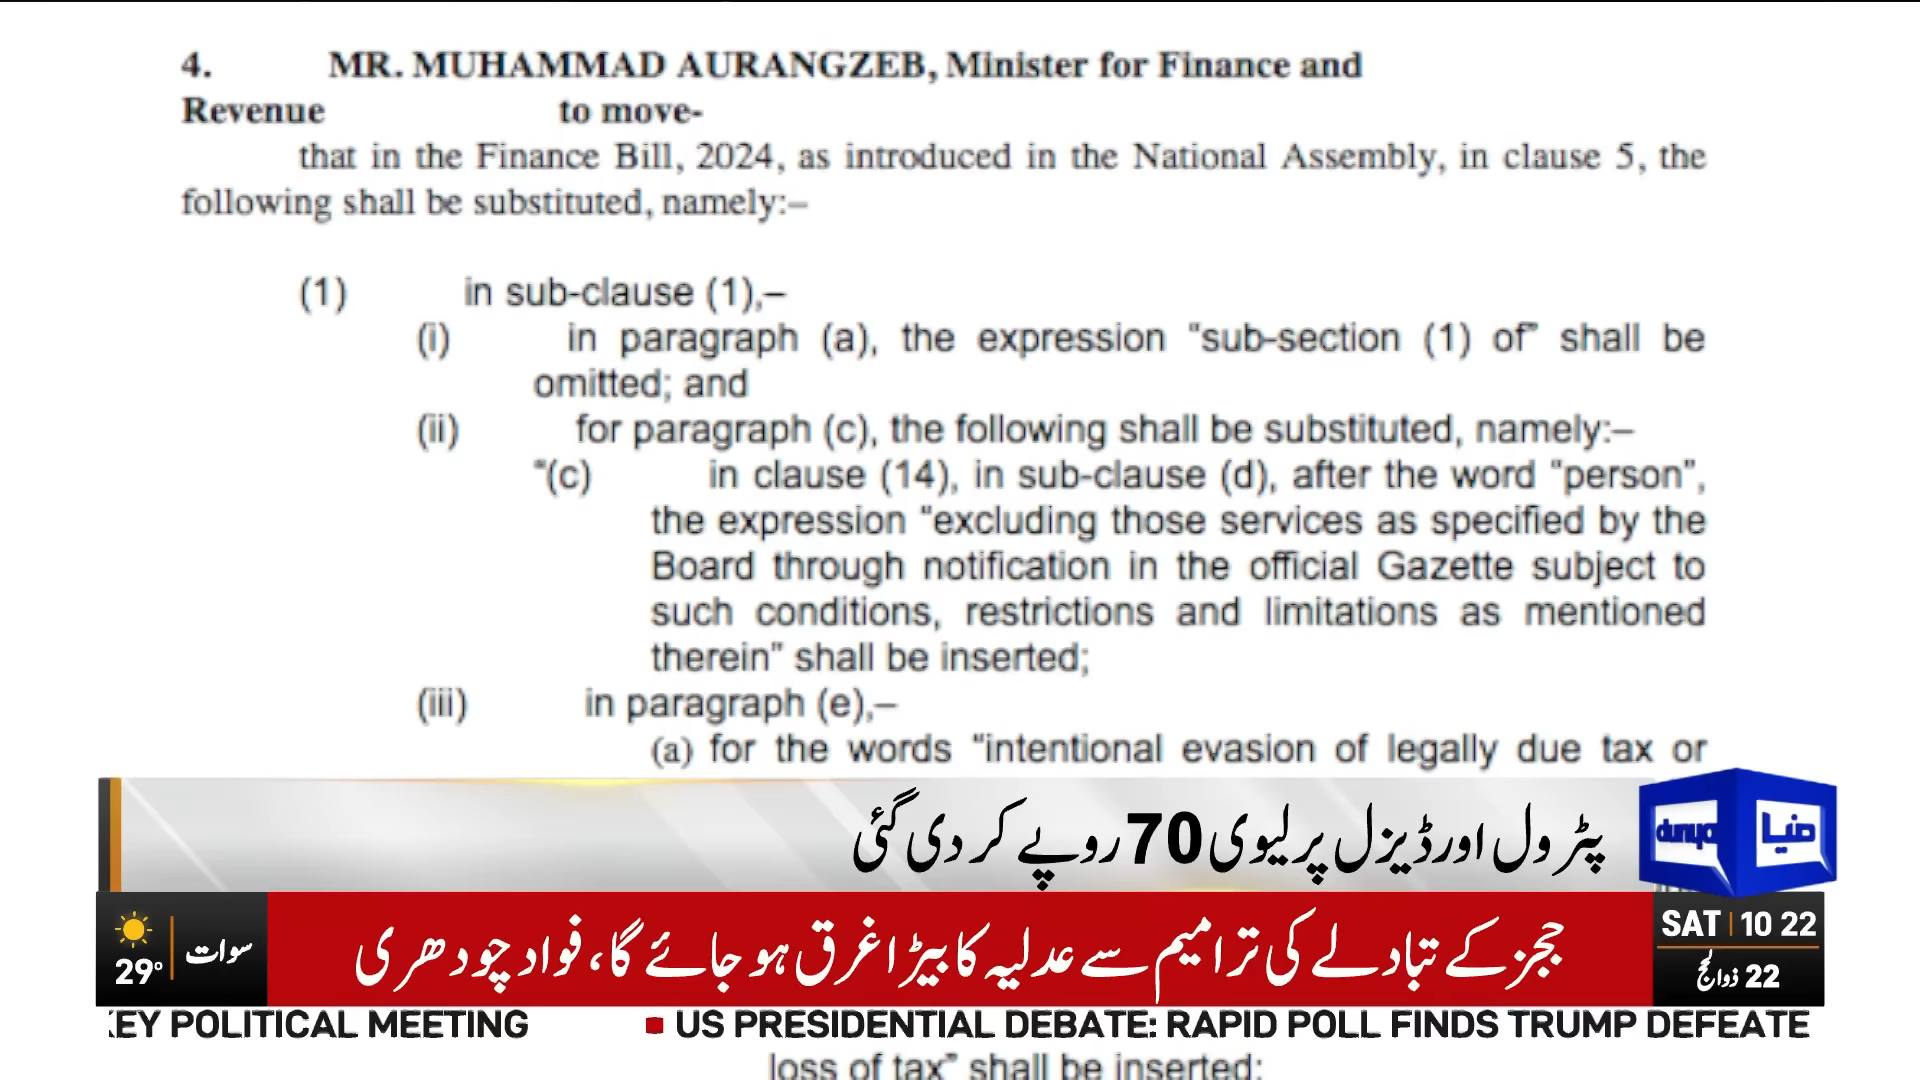 4. MR. MUHAMMAD AURANGZEB, Minister for Finance and
Revenue to move-
that in the Finance Bill, 2024, as introduced in the National Assembly, in clause 5, the
following shall be substituted, namely:–
(1) in sub-clause (1),–
(i) in paragraph (a), the expression "sub-section (1) of" shall be
omitted; and
(ii) for paragraph (c), the following shall be substituted, namely:–
"(c) in clause (14), in sub-clause (d), after the word "person",
the expression "excluding those services as specified by the
Board through notification in the official Gazette subject to
such conditions, restrictions and limitations as mentioned
therein" shall be inserted;
(iii) in paragraph (e),–
(a) for the words "intentional evasion of legally due tax or
پٹرول اور ڈیزل پر لیوی 70 روپے کر دی گئی
dunya دنیا
ججز کے تبادلے کی ترامیم سے عدلیہ کا بیڑا غرق ہو جائے گا، فواد چودھری
سوات 29°
SAT 10 22
22 ذوالحج
EY POLITICAL MEETING ■ US PRESIDENTIAL DEBATE: RAPID POLL FINDS TRUMP DEFEATE
loss of tax" shall be inserted;